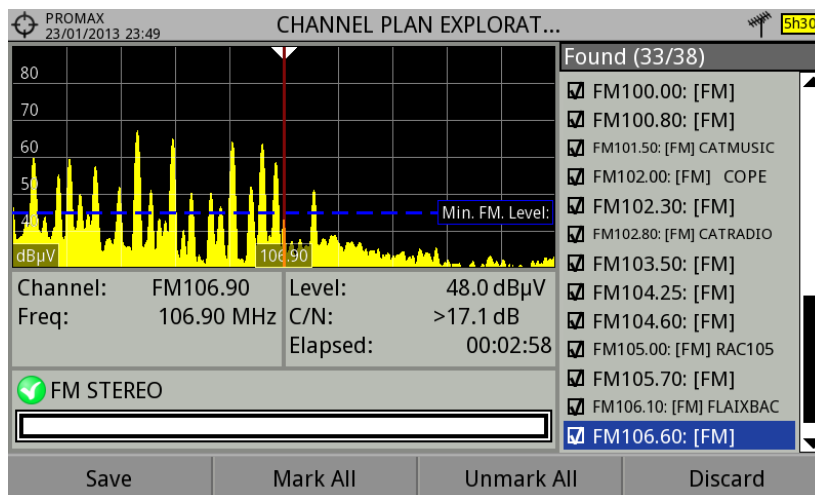 PROMAX
23/01/2013 23:49
CHANNEL PLAN EXPLORAT...
5h30
80
70
60
50
40
Min. FM. Level:
dBµV
106.90
Found (33/38)
FM100.00: [FM]
FM100.80: [FM]
FM101.50: [FM] CATMUSIC
FM102.00: [FM] COPE
FM102.30: [FM]
FM102.80: [FM] CATRADIO
FM103.50: [FM]
FM104.25: [FM]
FM104.60: [FM]
FM105.00: [FM] RAC105
FM105.70: [FM]
FM106.10: [FM] FLAIXBAC
FM106.60: [FM]
Channel: FM106.90
Freq: 106.90 MHz
Level: 48.0 dBµV
C/N: >17.1 dB
Elapsed: 00:02:58
FM STEREO
Save
Mark All
Unmark All
Discard